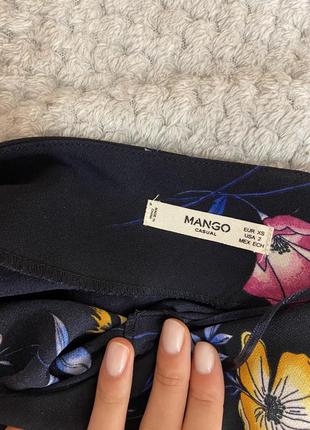 MANGO
CASUAL
EUR XS
USA 2
MEX ECH